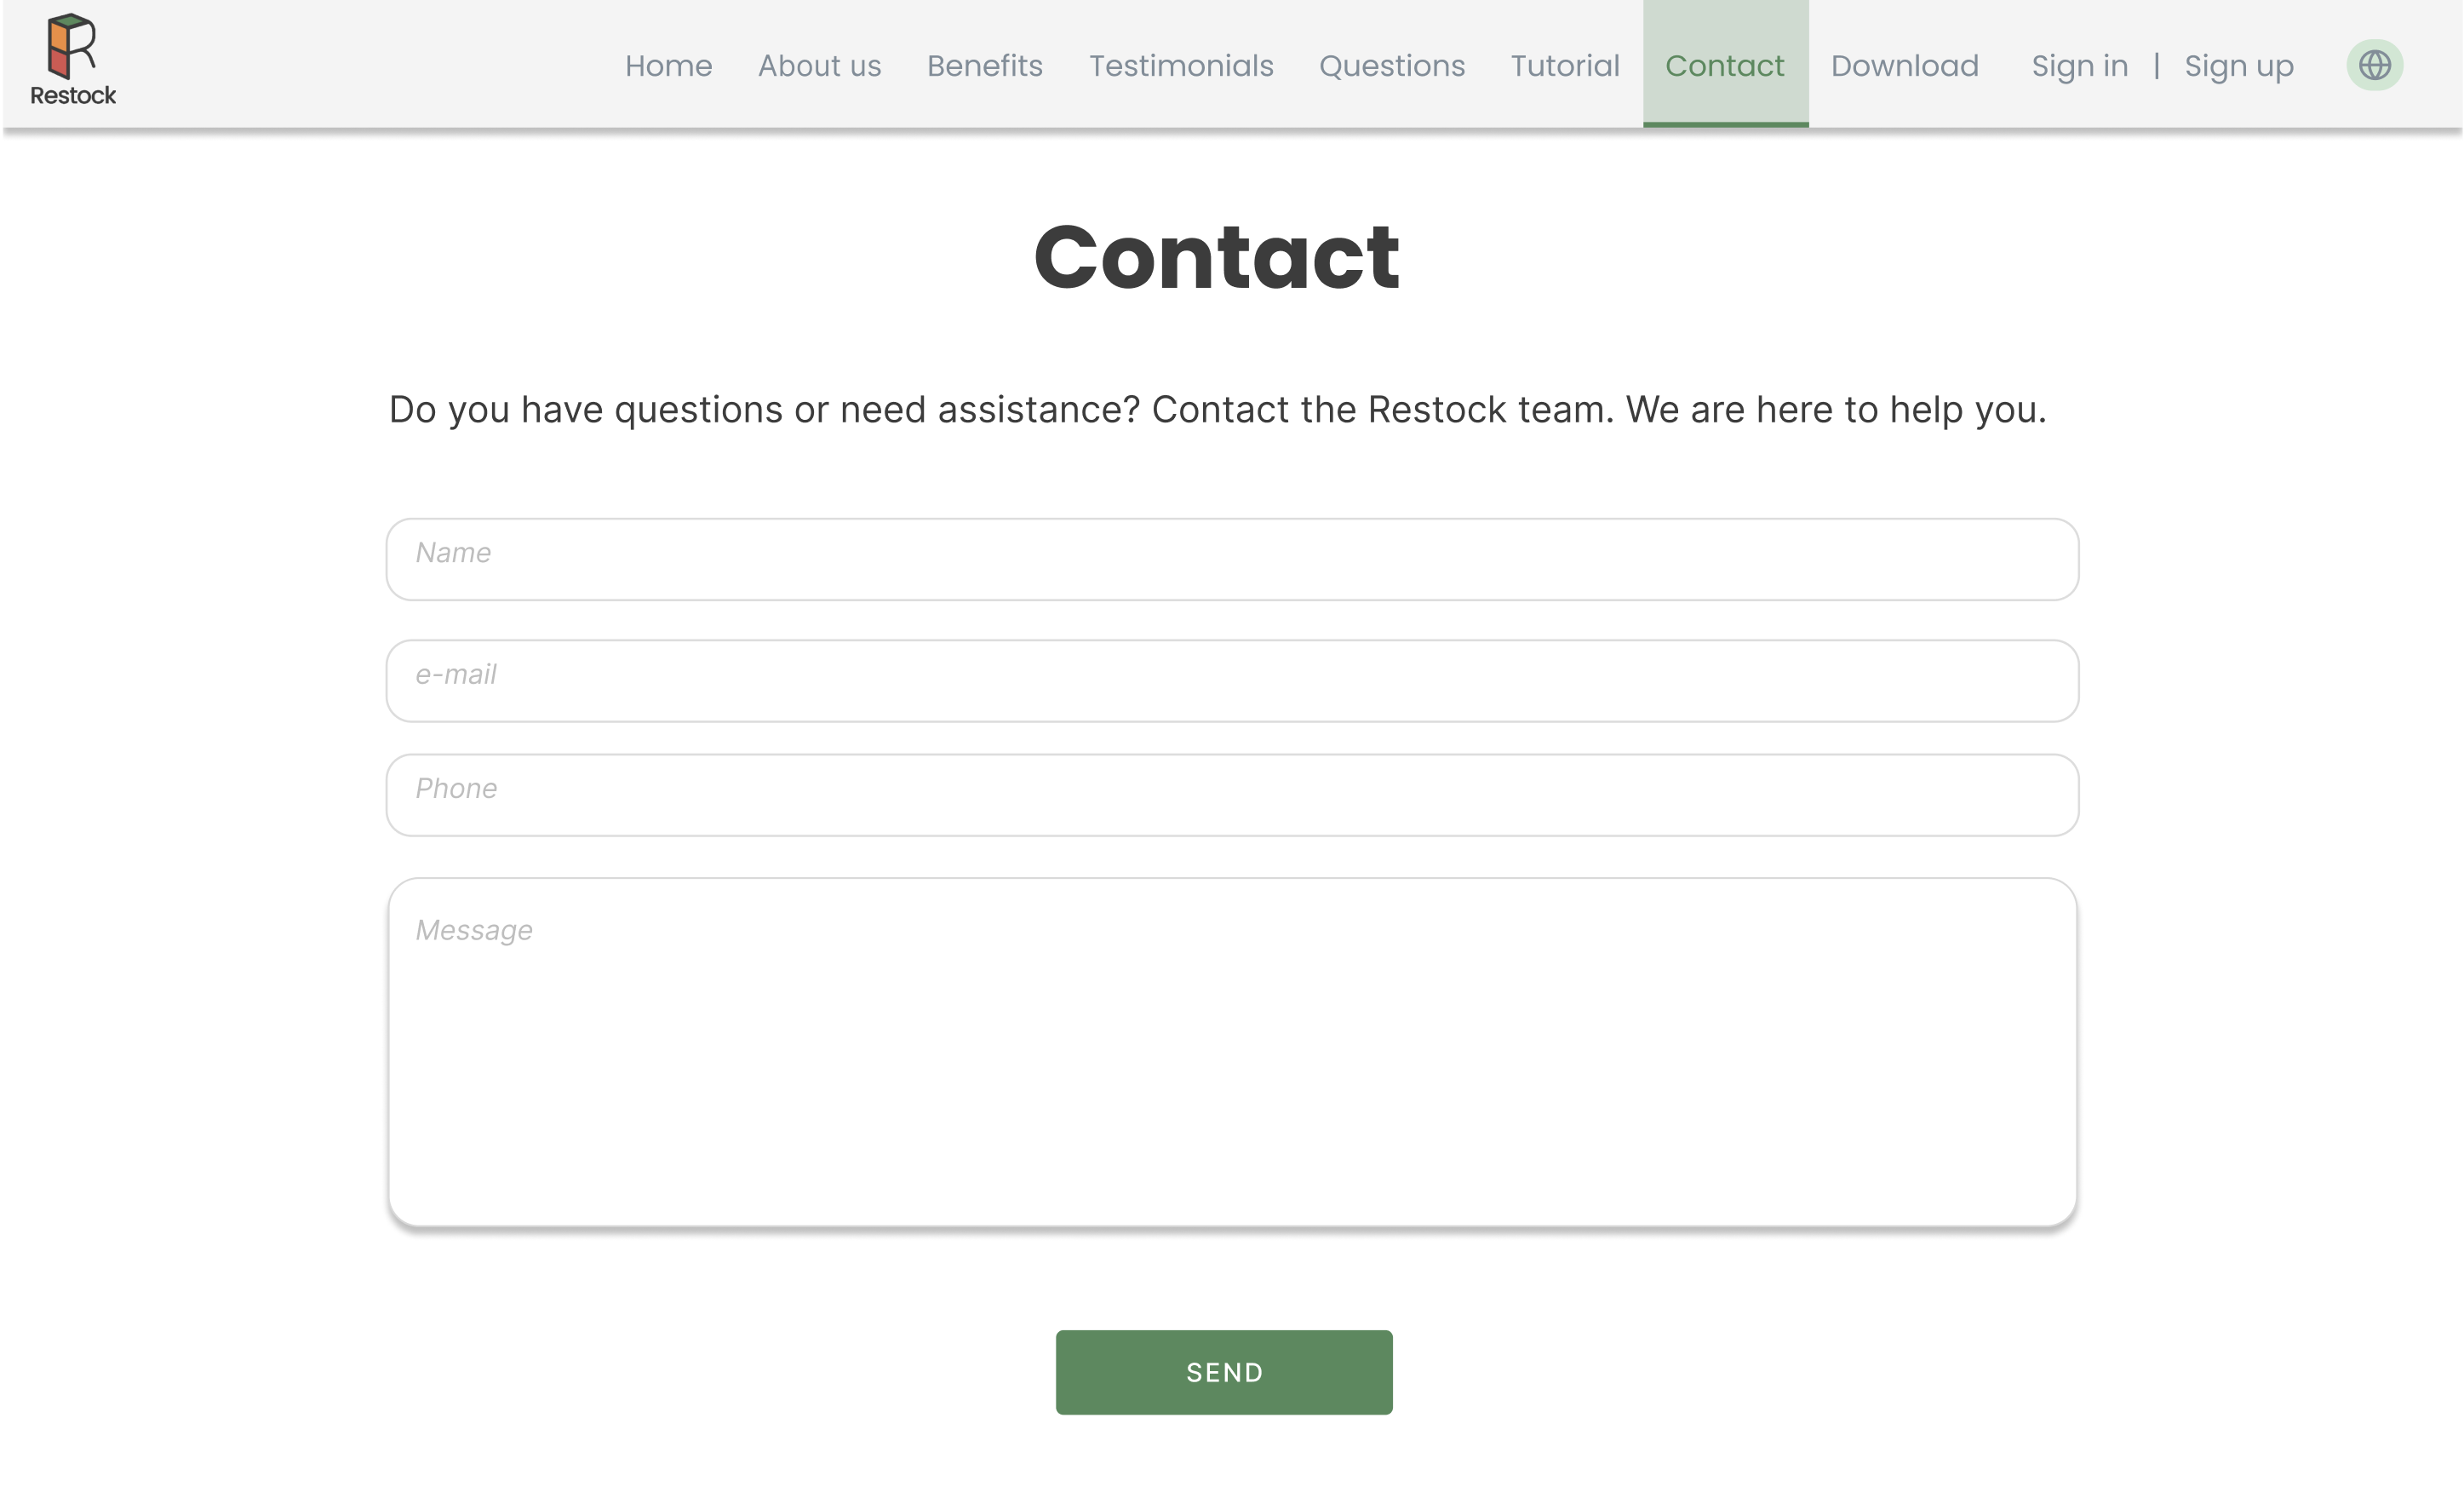 Restock
Home About us Benefits Testimonials Questions Tutorial Contact Download Sign in | Sign up
Contact
Do you have questions or need assistance? Contact the Restock team. We are here to help you.
Name
e-mail
Phone
Message
SEND